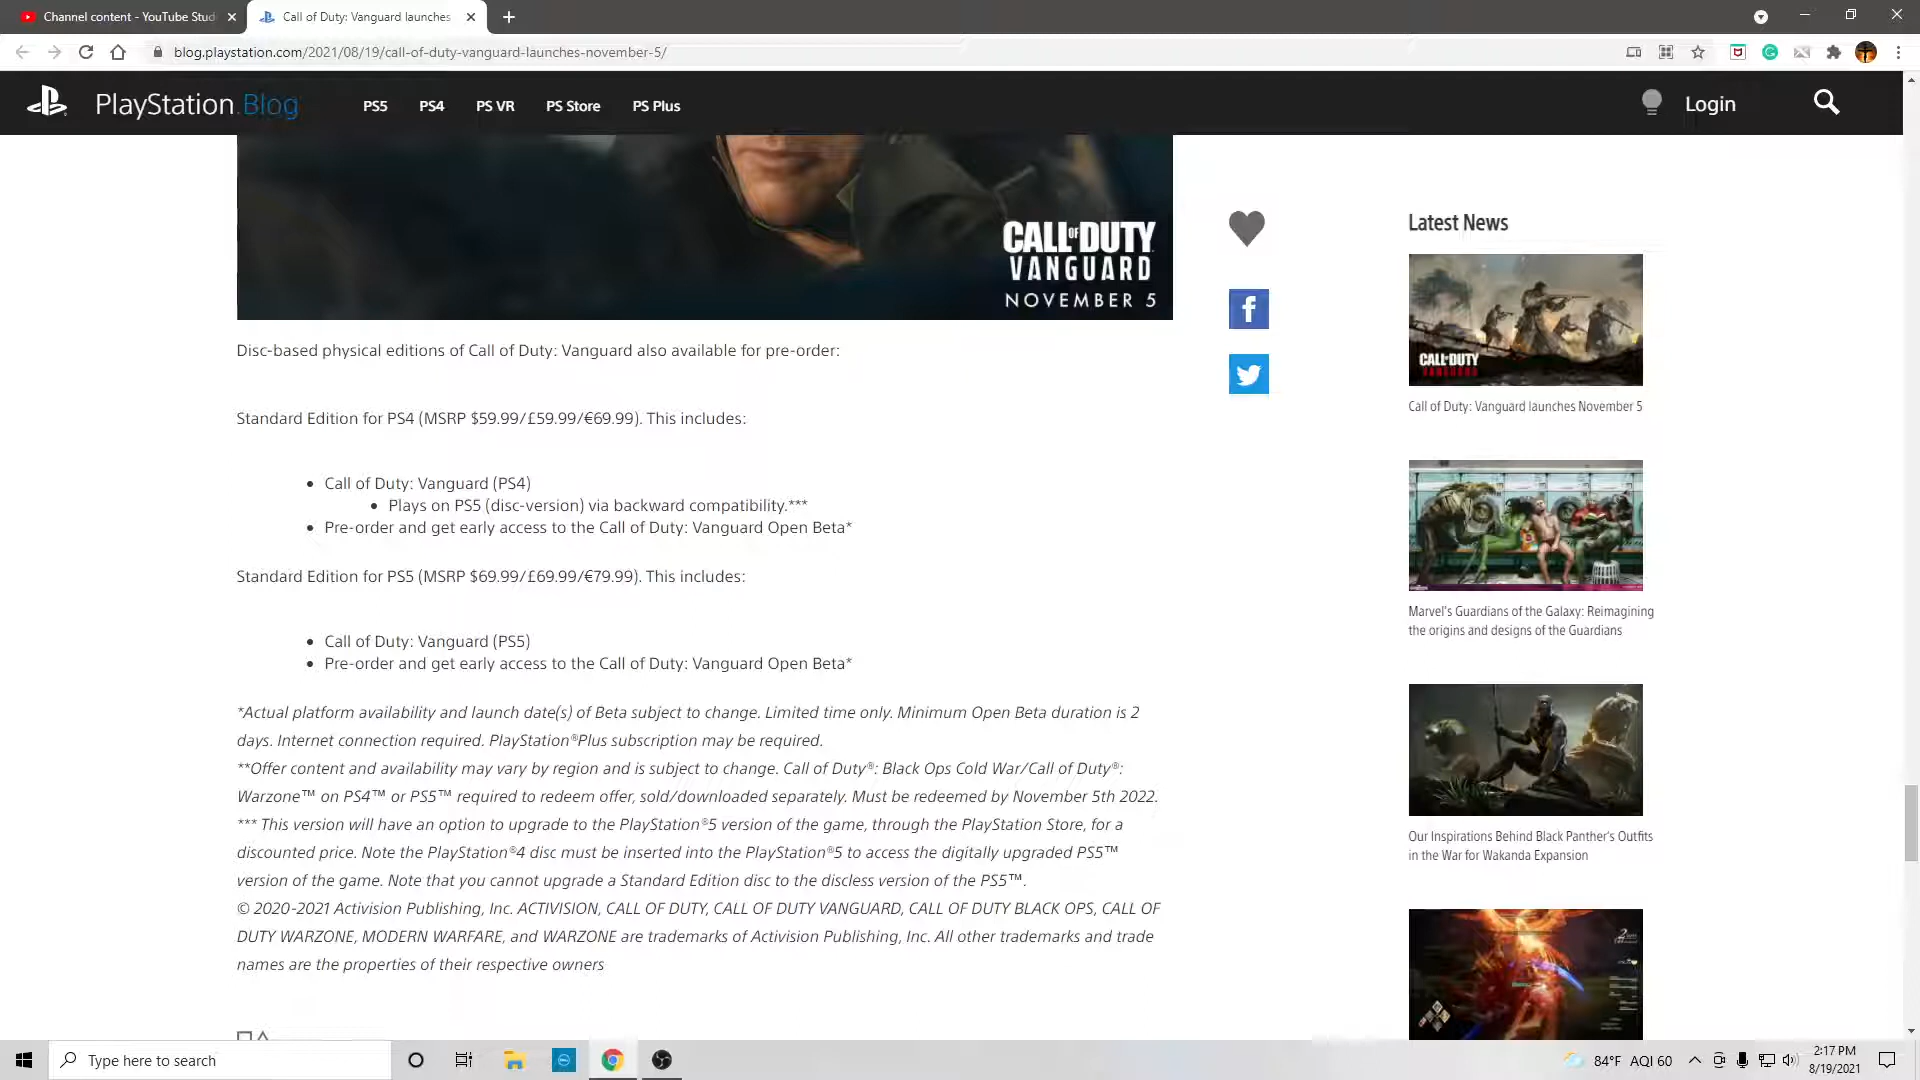 Channel content - YouTube Stud
Call of Duty: Vanguard launches
blog.playstation.com/2021/08/19/call-of-duty-vanguard-launches-november-5/
PlayStation.Blog
PS5
PS4
PS VR
PS Store
PS Plus
Login
CALL OF DUTY
VANGUARD
NOVEMBER 5
Disc-based physical editions of Call of Duty: Vanguard also available for pre-order:
Standard Edition for PS4 (MSRP $59.99/£59.99/€69.99). This includes:
• Call of Duty: Vanguard (PS4)
• Plays on PS5 (disc-version) via backward compatibility.***
• Pre-order and get early access to the Call of Duty: Vanguard Open Beta*
Standard Edition for PS5 (MSRP $69.99/£69.99/€79.99). This includes:
• Call of Duty: Vanguard (PS5)
• Pre-order and get early access to the Call of Duty: Vanguard Open Beta*
*Actual platform availability and launch date(s) of Beta subject to change. Limited time only. Minimum Open Beta duration is 2
days. Internet connection required. PlayStation®Plus subscription may be required.
**Offer content and availability may vary by region and is subject to change. Call of Duty®: Black Ops Cold War/Call of Duty®:
Warzone™ on PS4™ or PS5™ required to redeem offer, sold/downloaded separately. Must be redeemed by November 5th 2022.
*** This version will have an option to upgrade to the PlayStation®5 version of the game, through the PlayStation Store, for a
discounted price. Note the PlayStation®4 disc must be inserted into the PlayStation®5 to access the digitally upgraded PS5™
version of the game. Note that you cannot upgrade a Standard Edition disc to the discless version of the PS5™.
© 2020-2021 Activision Publishing, Inc. ACTIVISION, CALL OF DUTY, CALL OF DUTY VANGUARD, CALL OF DUTY BLACK OPS, CALL OF
DUTY WARZONE, MODERN WARFARE, and WARZONE are trademarks of Activision Publishing, Inc. All other trademarks and trade
names are the properties of their respective owners
Latest News
CALL OF DUTY
VANGUARD
Call of Duty: Vanguard launches November 5
Marvel's Guardians of the Galaxy: Reimagining
the origins and designs of the Guardians
Our Inspirations Behind Black Panther's Outfits
in the War for Wakanda Expansion
Type here to search
84°F AQI 60
2:17 PM
8/19/2021